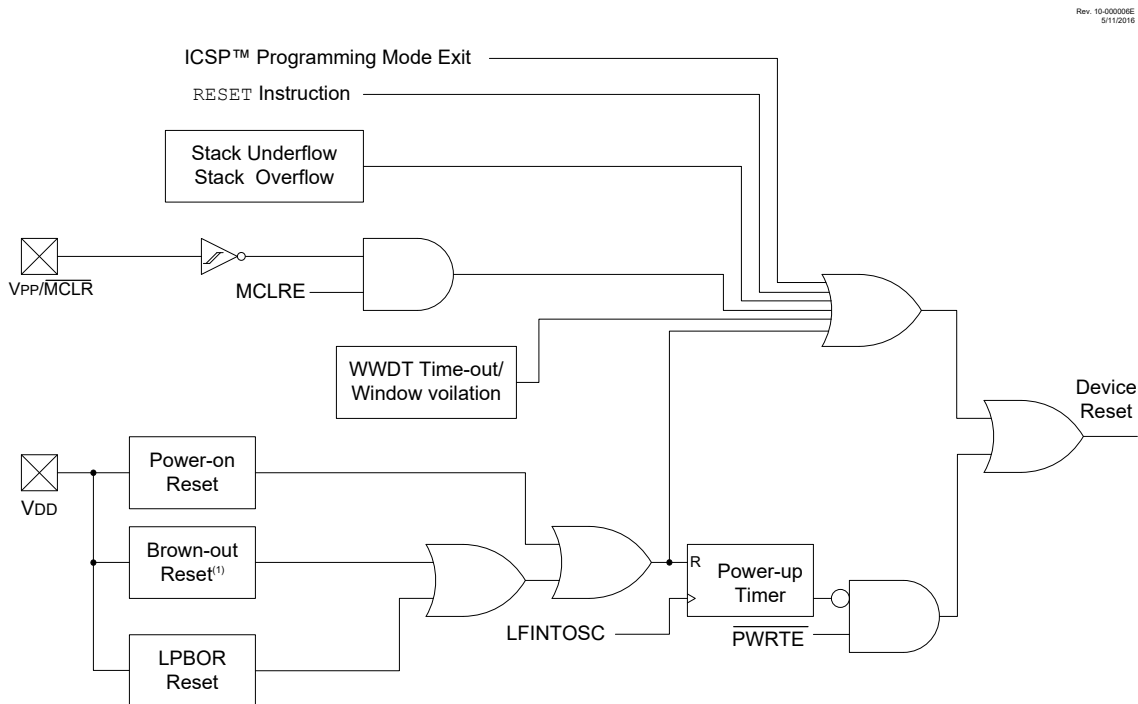 Rev. 10-000006E
5/11/2016
ICSP™ Programming Mode Exit
RESET Instruction
Stack Underflow
Stack Overflow
VPP/MCLR
MCLRE
WWDT Time-out/
Window voilation
Device
Reset
VDD
Power-on
Reset
Brown-out
Reset(1)
R
Power-up
Timer
LFINTOSC
PWRTE
LPBOR
Reset